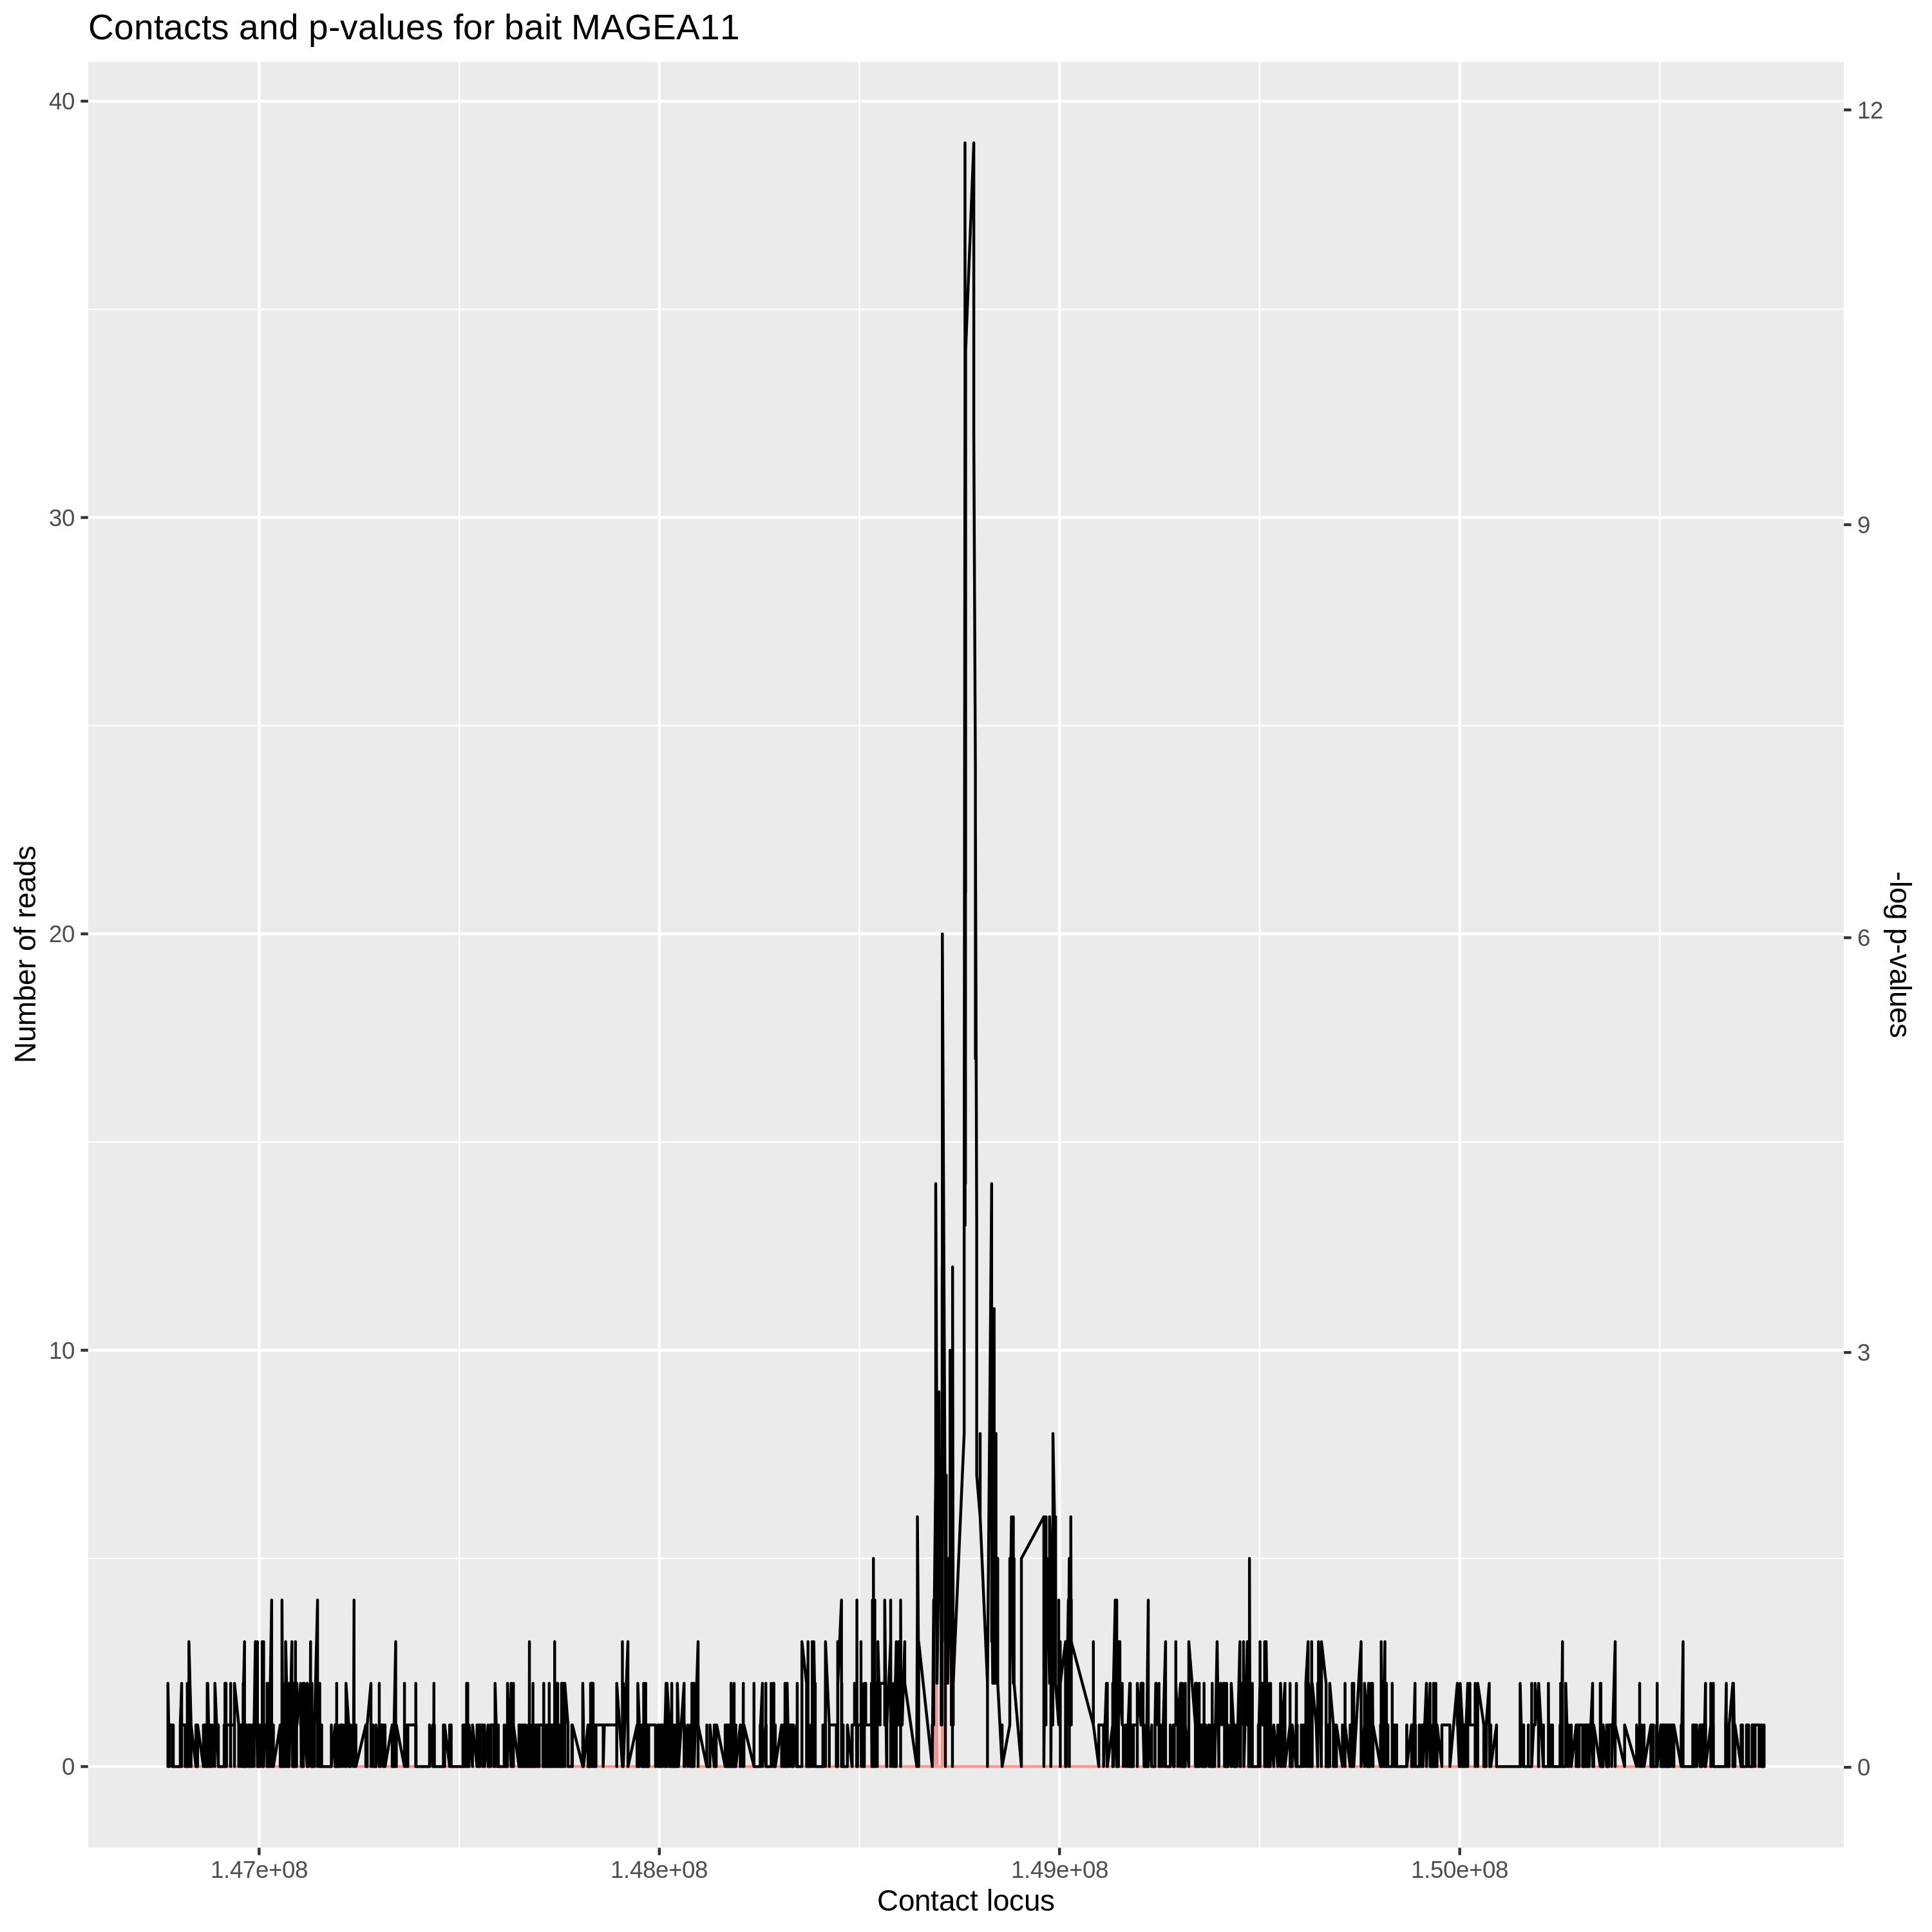 Contacts and p-values for bait MAGEA11
40
30
20
10
0
Number of reads
12
9
6
3
0
-log p-values
1.47e+08
1.48e+08
1.49e+08
1.50e+08
Contact locus